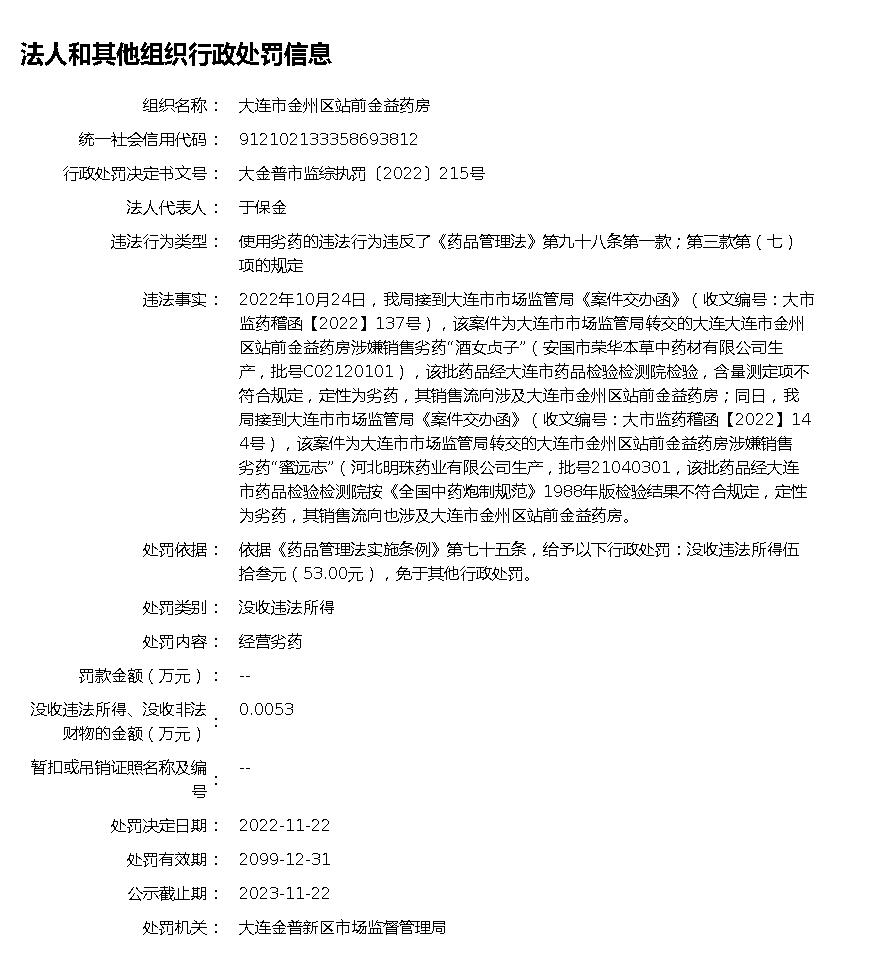 法人和其他组织行政处罚信息
组织名称： 大连市金州区站前金益药房
统一社会信用代码： 912102133358693812
行政处罚决定书文号： 大金普市监综执罚〔2022〕215号
法人代表人： 于保金
违法行为类型： 使用劣药的违法行为违反了《药品管理法》第九十八条第一款；第三款第（七）
项的规定
违法事实： 2022年10月24日，我局接到大连市市场监管局《案件交办函》（收文编号：大市
监药稽函【2022】137号），该案件为大连市市场监管局转交的大连大连市金州
区站前金益药房涉嫌销售劣药“酒女贞子”（安国市荣华本草中药材有限公司生
产，批号C02120101），该批药品经大连市药品检验检测院检验，含量测定项不
符合规定，定性为劣药，其销售流向涉及大连市金州区站前金益药房；同日，我
局接到大连市市场监管局《案件交办函》（收文编号：大市监药稽函【2022】14
4号），该案件为大连市市场监管局转交的大连市金州区站前金益药房涉嫌销售
劣药“蜜远志”（河北明珠药业有限公司生产，批号21040301，该批药品经大连
市药品检验检测院按《全国中药炮制规范》1988年版检验结果不符合规定，定性
为劣药，其销售流向也涉及大连市金州区站前金益药房。
处罚依据： 依据《药品管理法实施条例》第七十五条，给予以下行政处罚：没收违法所得伍
拾叁元（53.00元），免于其他行政处罚。
处罚类别： 没收违法所得
处罚内容： 经营劣药
罚款金额（万元）： --
没收违法所得、没收非法
财物的金额（万元）： 0.0053
暂扣或吊销证照名称及编
号： --
处罚决定日期： 2022-11-22
处罚有效期： 2099-12-31
公示截止期： 2023-11-22
处罚机关： 大连金普新区市场监督管理局